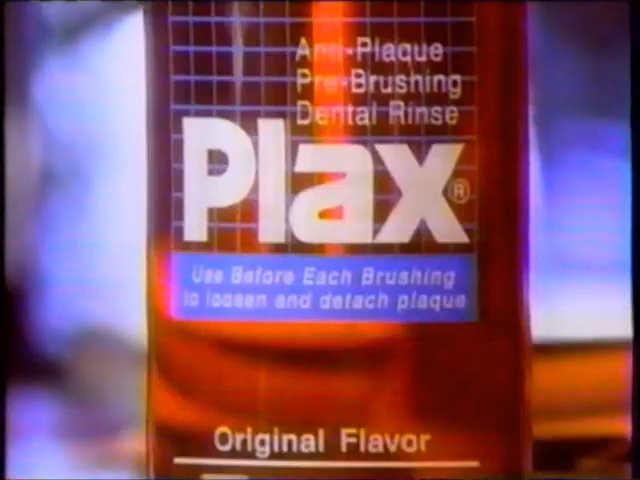 Anti-Plaque
Pre-Brushing
Dental Rinse
Plax®
Use Before Each Brushing
to loosen and detach plaque
Original Flavor